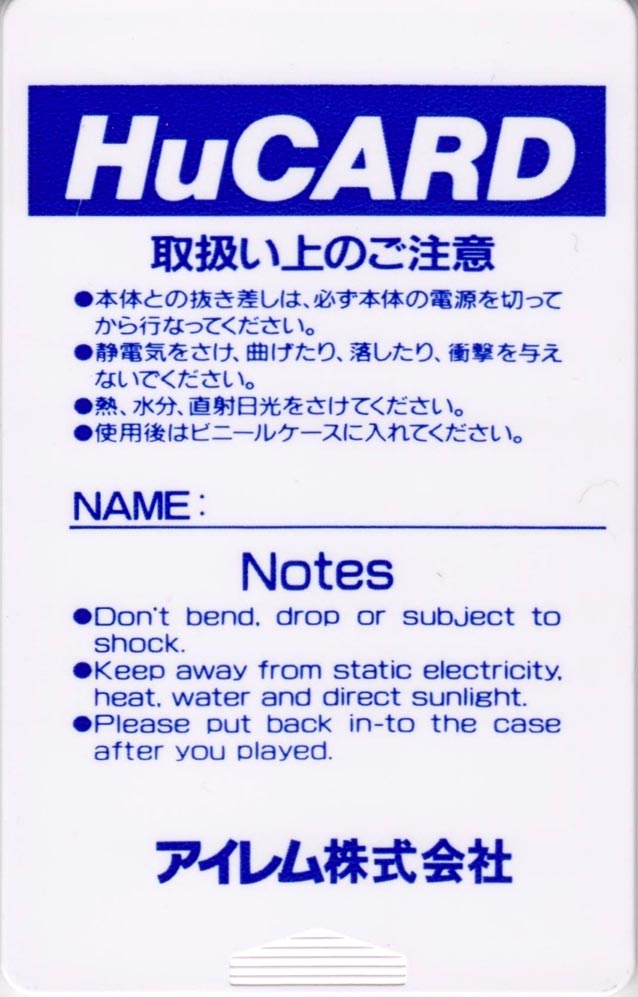 HuCARD
取扱い上のご注意
●本体との抜き差しは、必ず本体の電源を切って
から行なってください。
●静電気をさけ、曲げたり、落したり、衝撃を与え
ないでください。
●熱、水分、直射日光をさけてください。
●使用後はビニールケースに入れてください。
NAME:
Notes
●Don't bend, drop or subject to
shock.
●Keep away from static electricity,
heat, water and direct sunlight.
●Please put back in-to the case
after you played.
アイレム株式会社